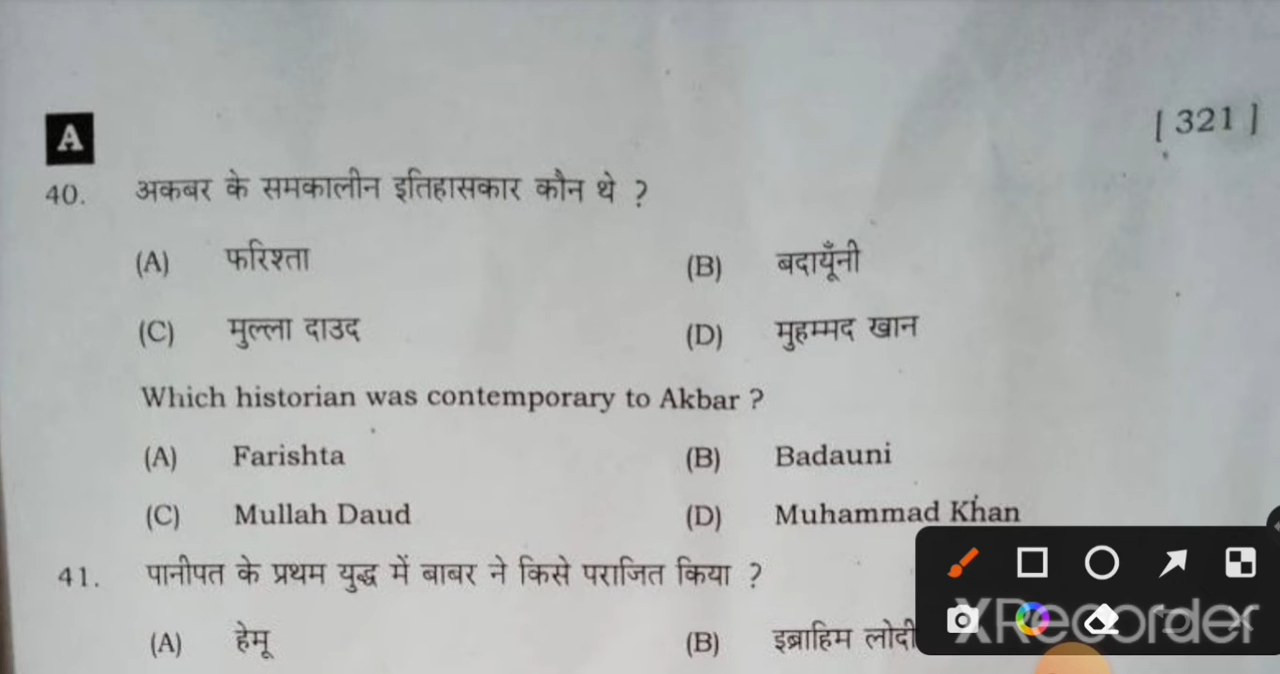 A
[ 321 ]
40. अकबर के समकालीन इतिहासकार कौन थे ?
(A) फरिश्ता (B) बदायूँनी
(C) मुल्ला दाउद (D) मुहम्मद खान
Which historian was contemporary to Akbar ?
(A) Farishta (B) Badauni
(C) Mullah Daud (D) Muhammad Khan
41. पानीपत के प्रथम युद्ध में बाबर ने किसे पराजित किया ?
(A) हेमू (B) इब्राहिम लोदी
XRecorder